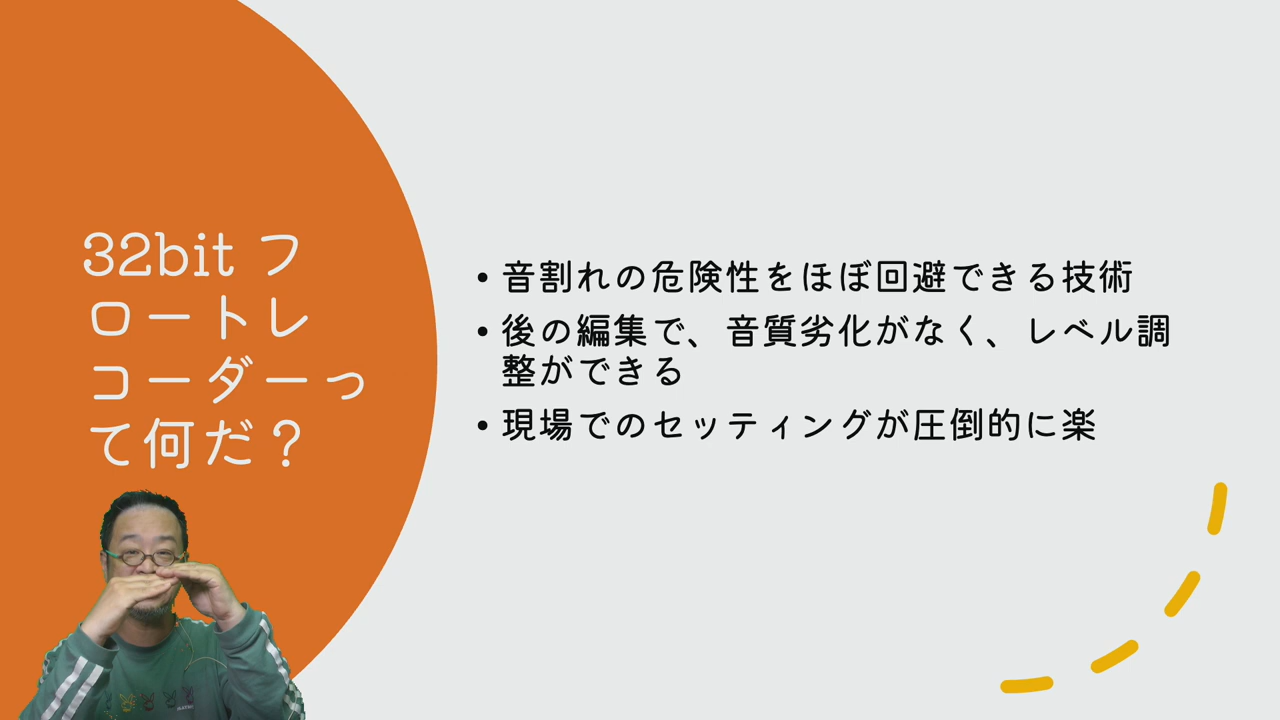 32bit フ
ロートレ
コーダーっ
て何だ？
• 音割れの危険性をほぼ回避できる技術
• 後の編集で、音質劣化がなく、レベル調
整ができる
• 現場でのセッティングが圧倒的に楽